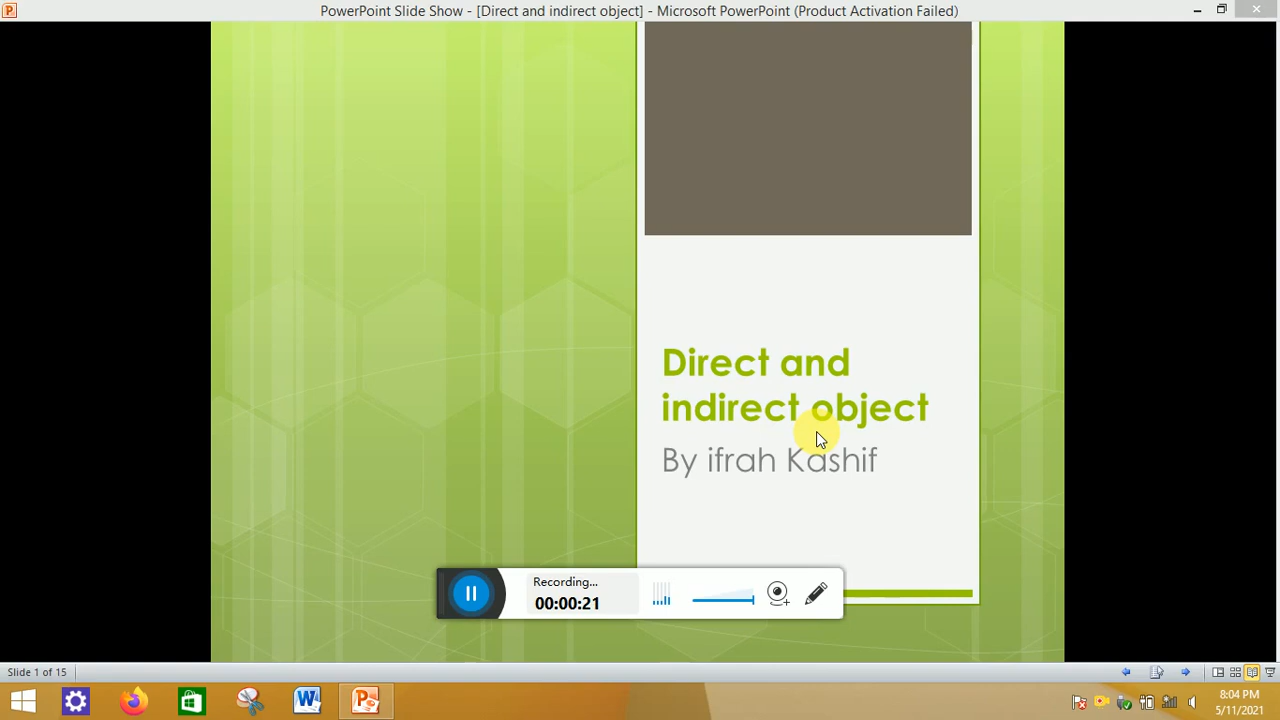 PowerPoint Slide Show - [Direct and indirect object] - Microsoft PowerPoint (Product Activation Failed)
Direct and
indirect object
By ifrah Kashif
Recording...
00:00:21
Slide 1 of 15
8:04 PM
5/11/2021